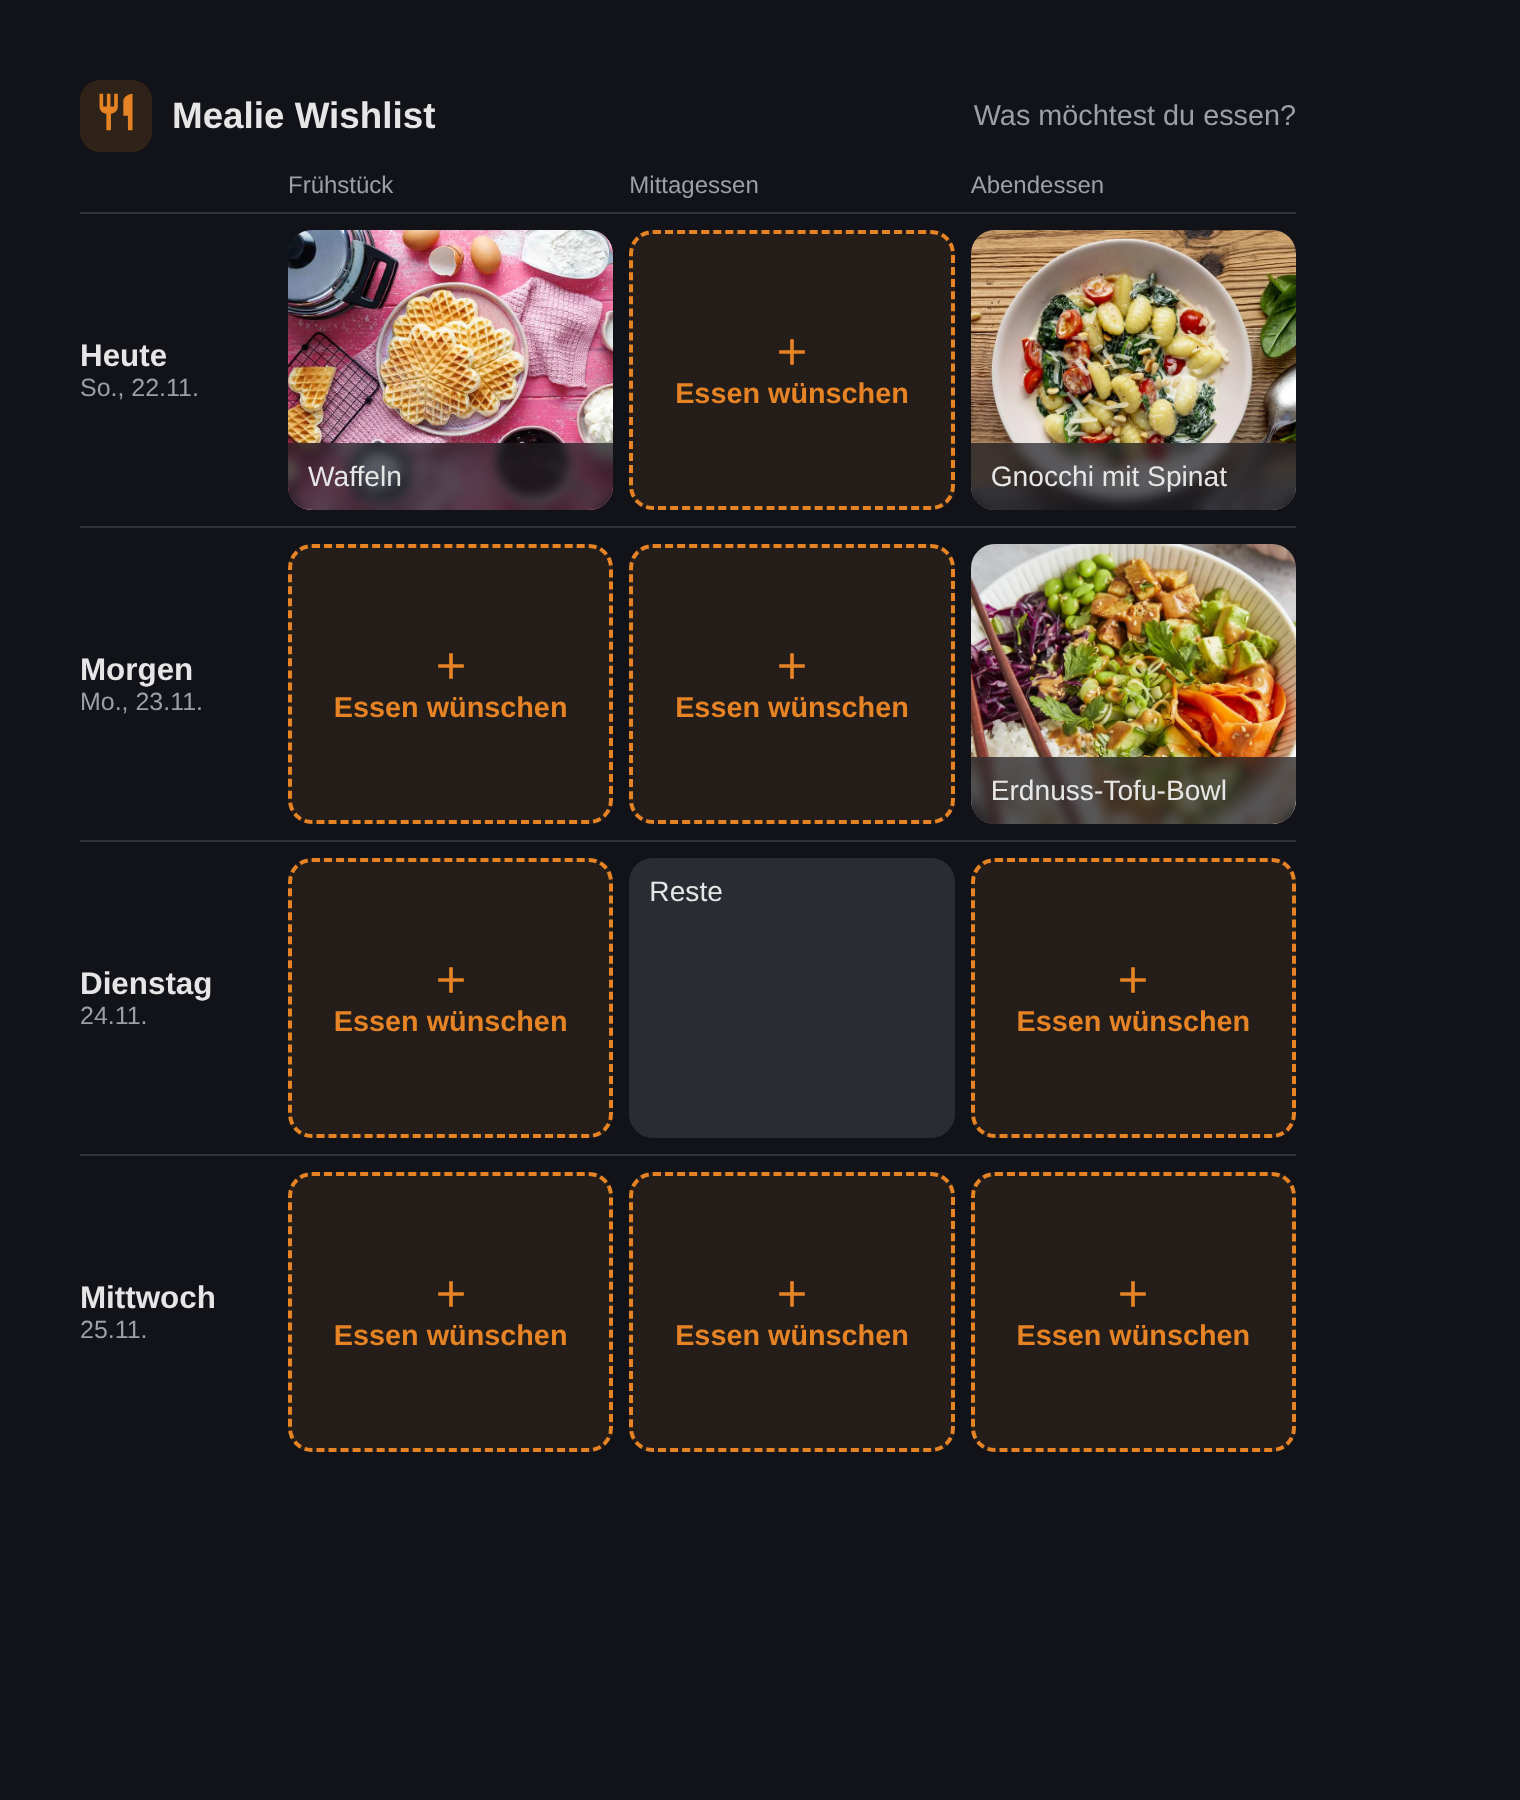 Mealie Wishlist
Was möchtest du essen?
Frühstück
Mittagessen
Abendessen
Heute
So., 22.11.
Waffeln
Essen wünschen
Gnocchi mit Spinat
Morgen
Mo., 23.11.
Essen wünschen
Essen wünschen
Erdnuss-Tofu-Bowl
Dienstag
24.11.
Essen wünschen
Reste
Essen wünschen
Mittwoch
25.11.
Essen wünschen
Essen wünschen
Essen wünschen